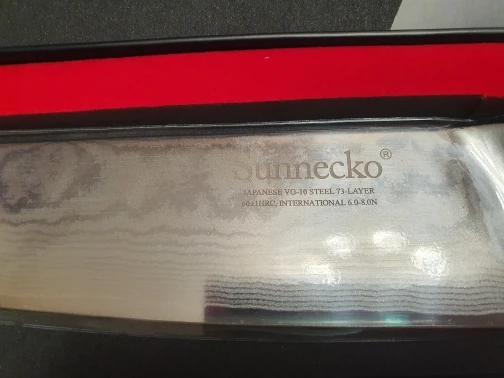 Sunnecko®
JAPANESE VG-10 STEEL 73-LAYER
60±1HRC, INTERNATIONAL 6.0-8.0N